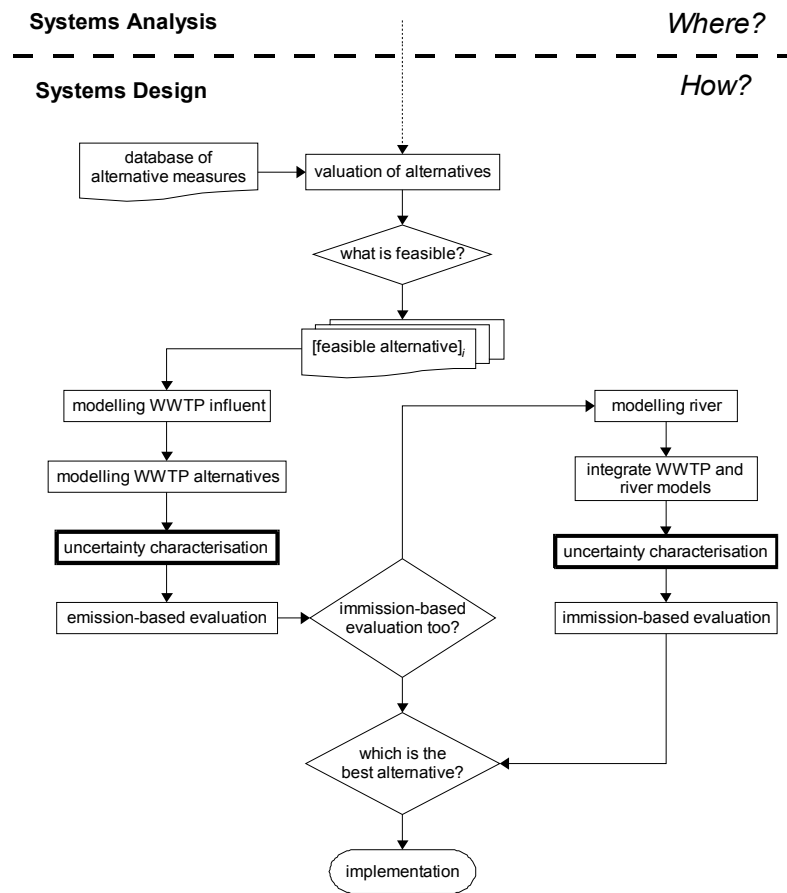 Systems Analysis
Where?
Systems Design
How?
database of
alternative measures
valuation of alternatives
what is feasible?
[feasible alternative]i
modelling WWTP influent
modelling river
modelling WWTP alternatives
integrate WWTP and
river models
uncertainty characterisation
uncertainty characterisation
emission-based evaluation
immission-based
evaluation too?
immission-based evaluation
which is the
best alternative?
implementation